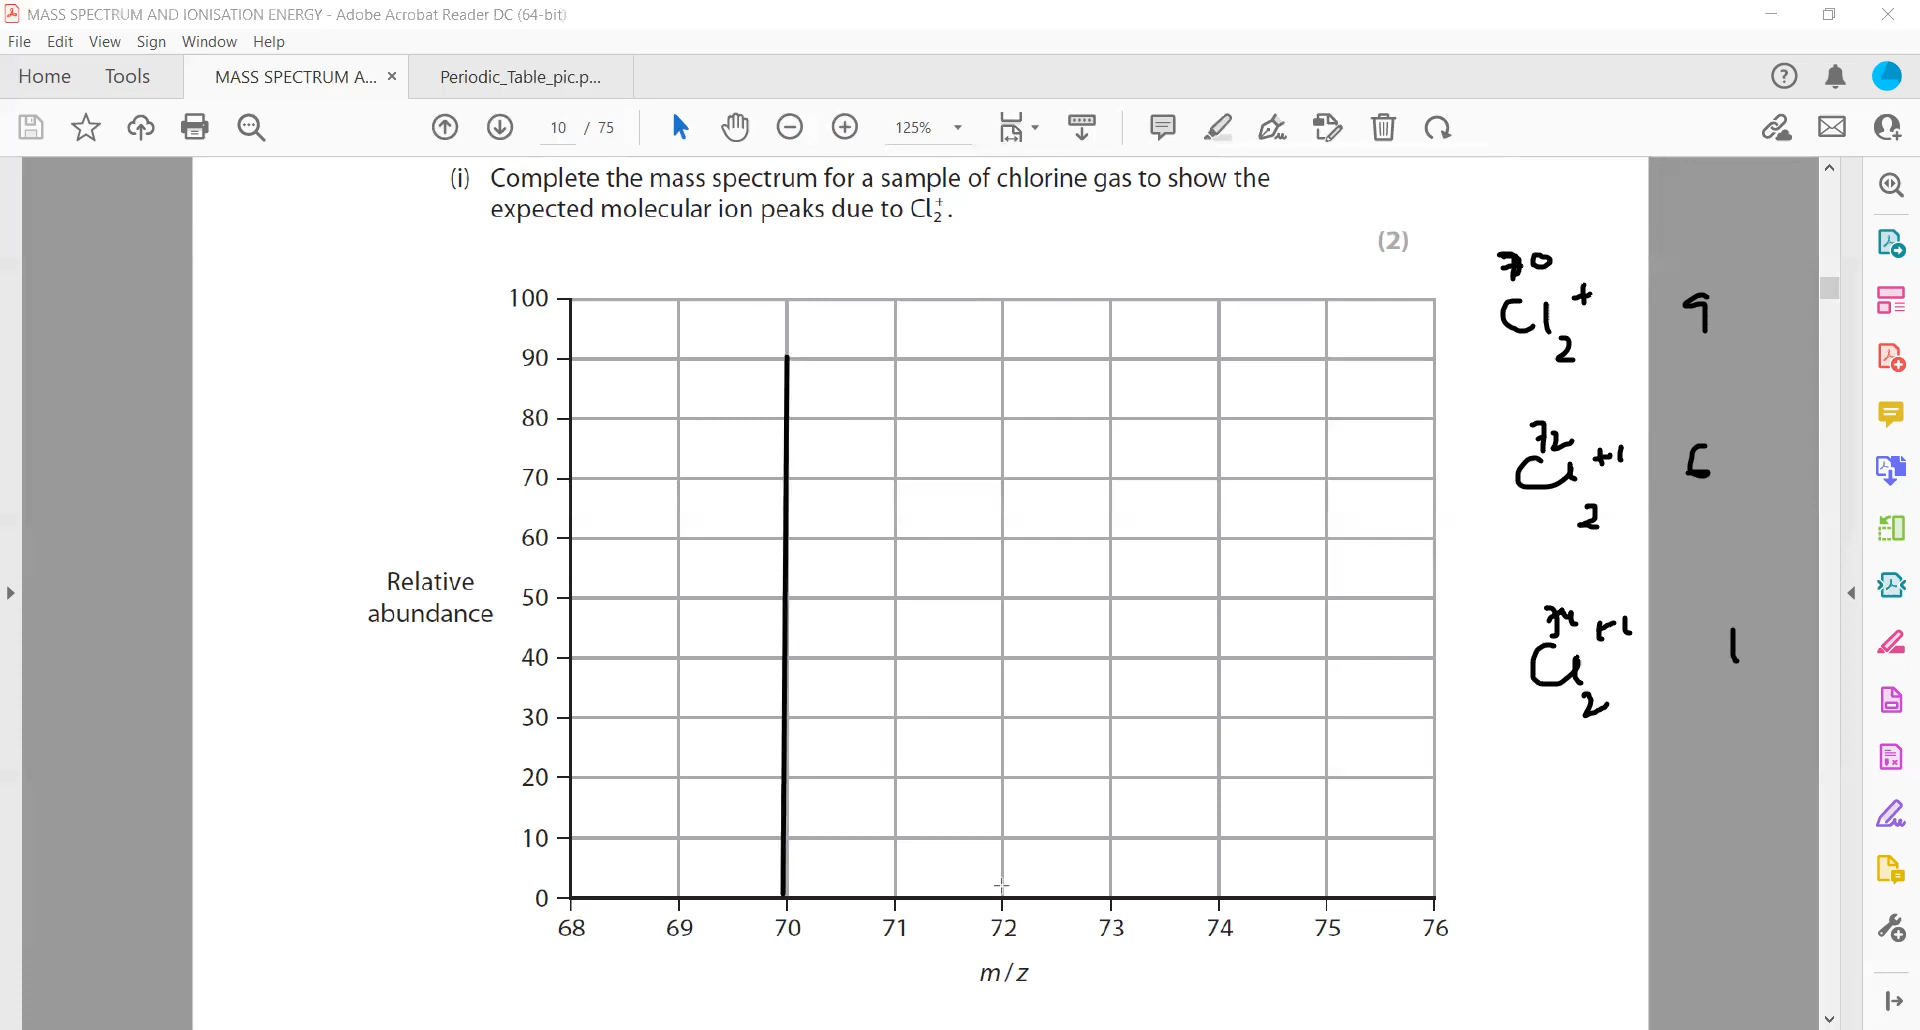 MASS SPECTRUM AND IONISATION ENERGY - Adobe Acrobat Reader DC (64-bit)
File Edit View Sign Window Help
Home Tools MASS SPECTRUM A... × Periodic_Table_pic.p...
10 / 75 125%
(i) Complete the mass spectrum for a sample of chlorine gas to show the
expected molecular ion peaks due to Cl₂⁺.
(2)
70
Cl₂⁺ 9
72
Cl₂⁺¹ 6
74
Cl₂⁺¹ 1
100
90
80
70
60
50
40
30
20
10
0
Relative
abundance
68 69 70 71 72 73 74 75 76
m/z